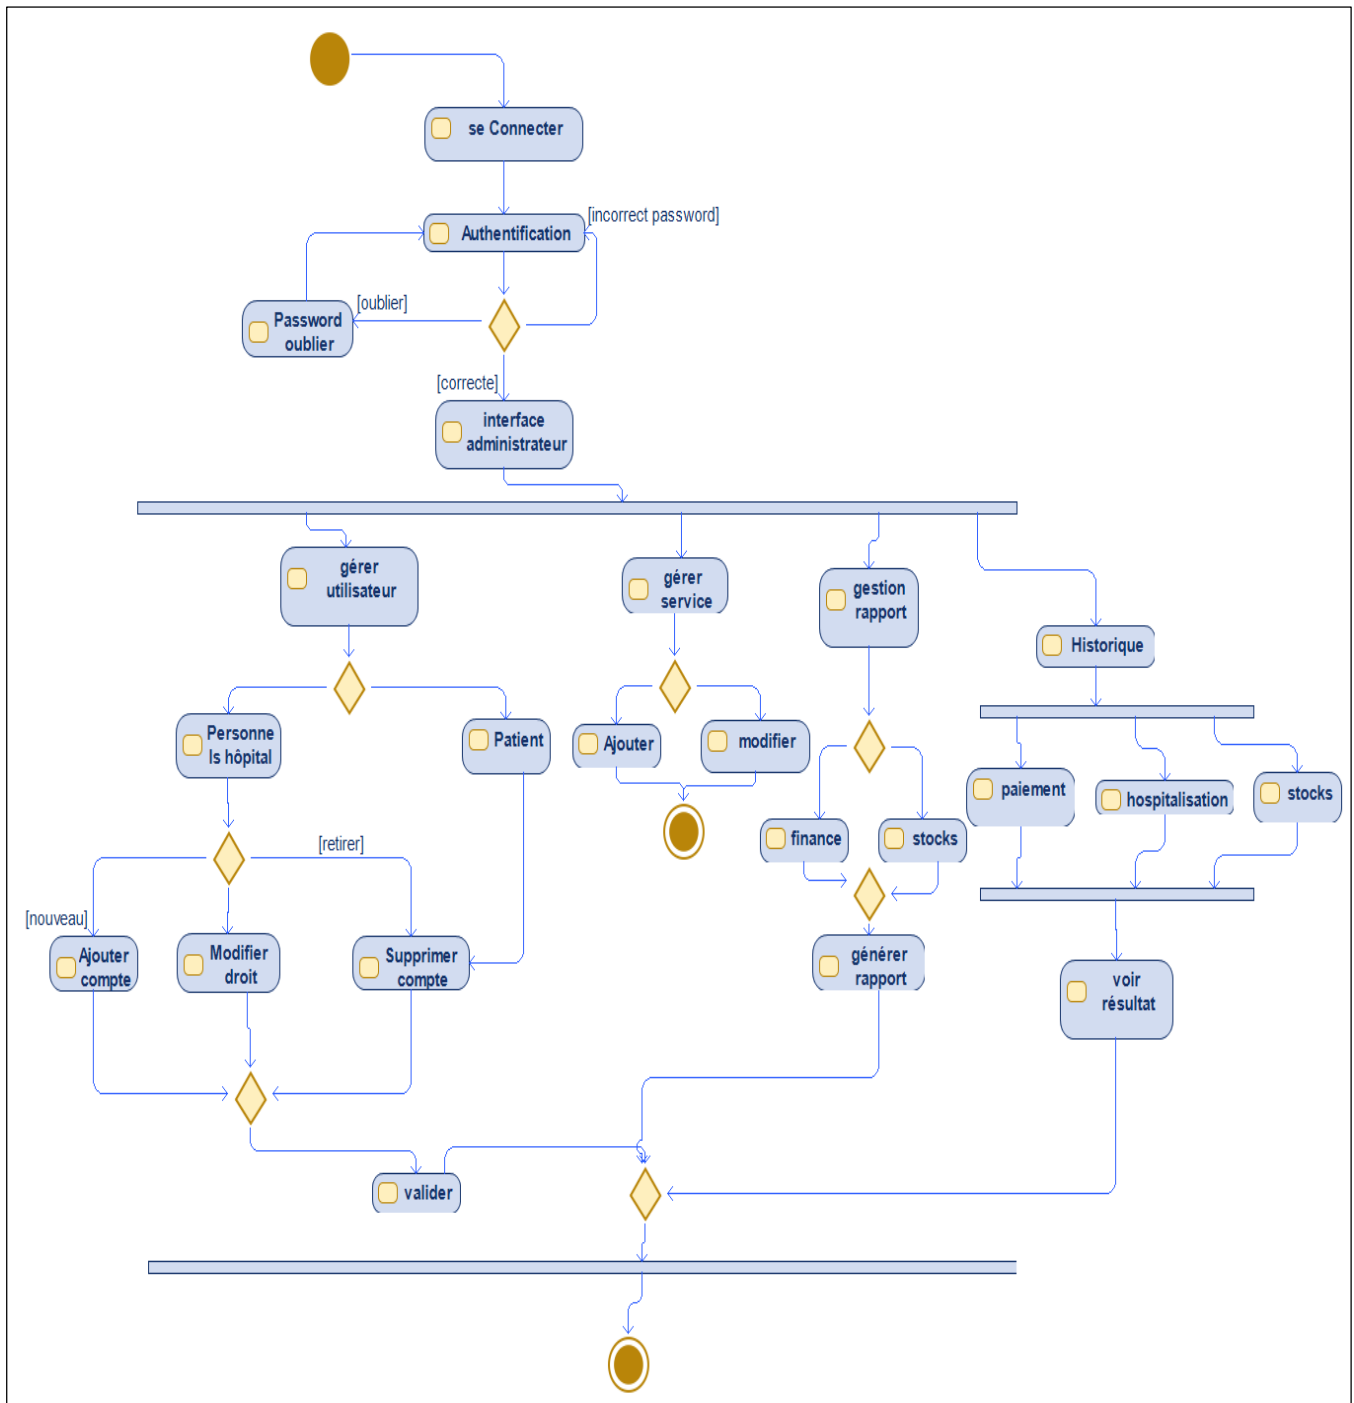 se Connecter
[incorrect password]
Authentification
[oublier]
Password
oublier
[correcte]
interface
administrateur
gérer
utilisateur
gérer
service
gestion
rapport
Historique
Personne
ls hôpital
Patient
Ajouter
modifier
paiement
hospitalisation
stocks
finance
stocks
[retirer]
[nouveau]
Ajouter
compte
Modifier
droit
Supprimer
compte
générer
rapport
voir
résultat
valider